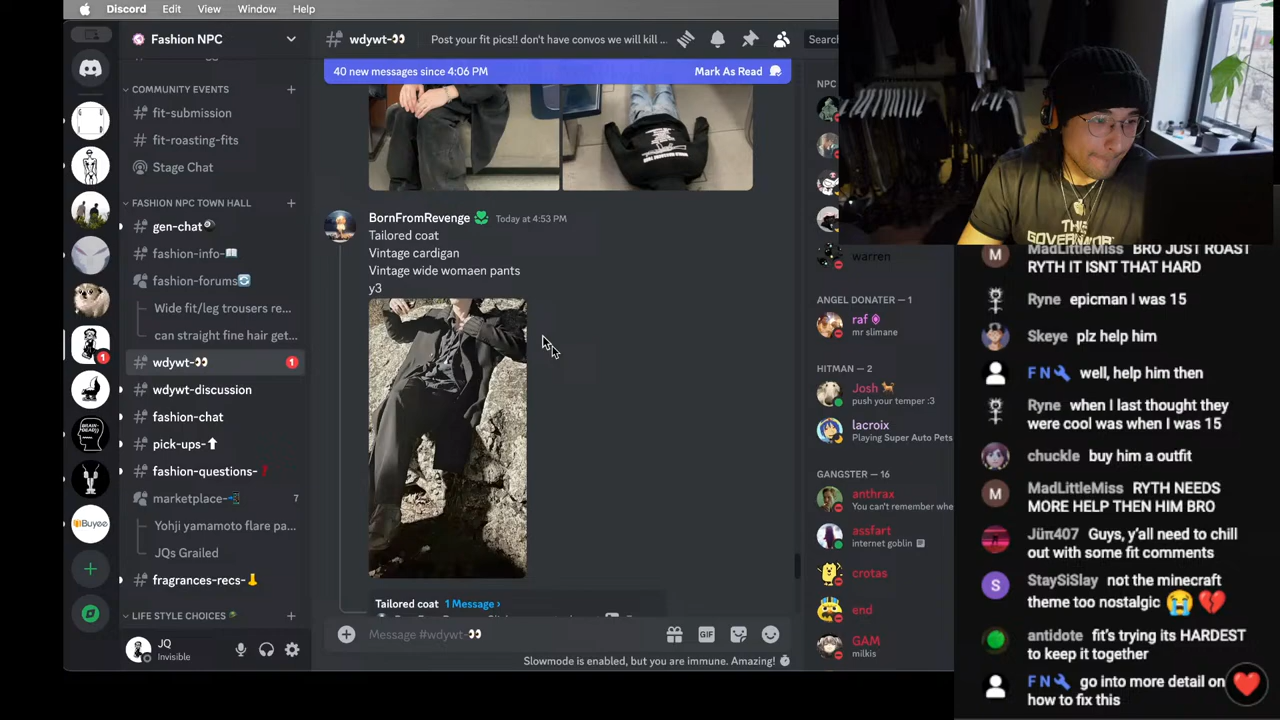 Discord Edit View Window Help
Fashion NPC
COMMUNITY EVENTS
fit-submission
fit-roasting-fits
Stage Chat
FASHION NPC TOWN HALL
gen-chat
fashion-info-
fashion-forums
Wide fit/leg trousers re...
can straight fine hair get...
wdywt-👀
1
wdywt-discussion
fashion-chat
pick-ups-⬆
fashion-questions-
marketplace-
7
Yohji yamamoto flare pa...
JQs Grailed
fragrances-recs-
LIFE STYLE CHOICES
JQ
Invisible
1
Buyee
wdywt-👀
Post your fit pics!! don't have convos we will kill ...
Search
40 new messages since 4:06 PM
Mark As Read
BornFromRevenge Today at 4:53 PM
Tailored coat
Vintage cardigan
Vintage wide womaen pants
y3
Tailored coat 1 Message ›
Message #wdywt-👀
GIF
Slowmode is enabled, but you are immune. Amazing!
NPC
warren
ANGEL DONATER — 1
raf
mr slimane
HITMAN — 2
Josh
push your temper :3
lacroix
Playing Super Auto Pets
GANGSTER — 16
anthrax
You can't remember whe
assfart
internet goblin
crotas
end
GAM
milkis
THE
GOVERNOR
MadLittleMiss BRO JUST ROAST
RYTH IT ISNT THAT HARD
Ryne epicman I was 15
Skeye plz help him
F N well, help him then
Ryne when I last thought they
were cool was when I was 15
chuckle buy him a outfit
MadLittleMiss RYTH NEEDS
MORE HELP THEN HIM BRO
Jüπ407 Guys, y'all need to chill
out with some fit comments
StaySiSlay not the minecraft
theme too nostalgic 😭 💔
antidote fit's trying its HARDEST
to keep it together
F N go into more detail on
how to fix this